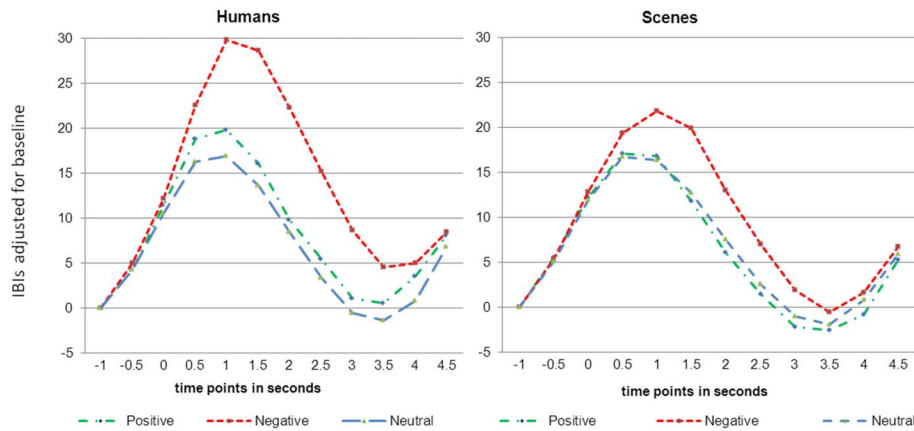 Humans
Scenes
IBIs adjusted for baseline
30
25
20
15
10
5
0
-5
-1 -0.5 0 0.5 1 1.5 2 2.5 3 3.5 4 4.5
time points in seconds
Positive Negative Neutral
30
25
20
15
10
5
0
-5
-1 -0.5 0 0.5 1 1.5 2 2.5 3 3.5 4 4.5
time points in seconds
Positive Negative Neutral